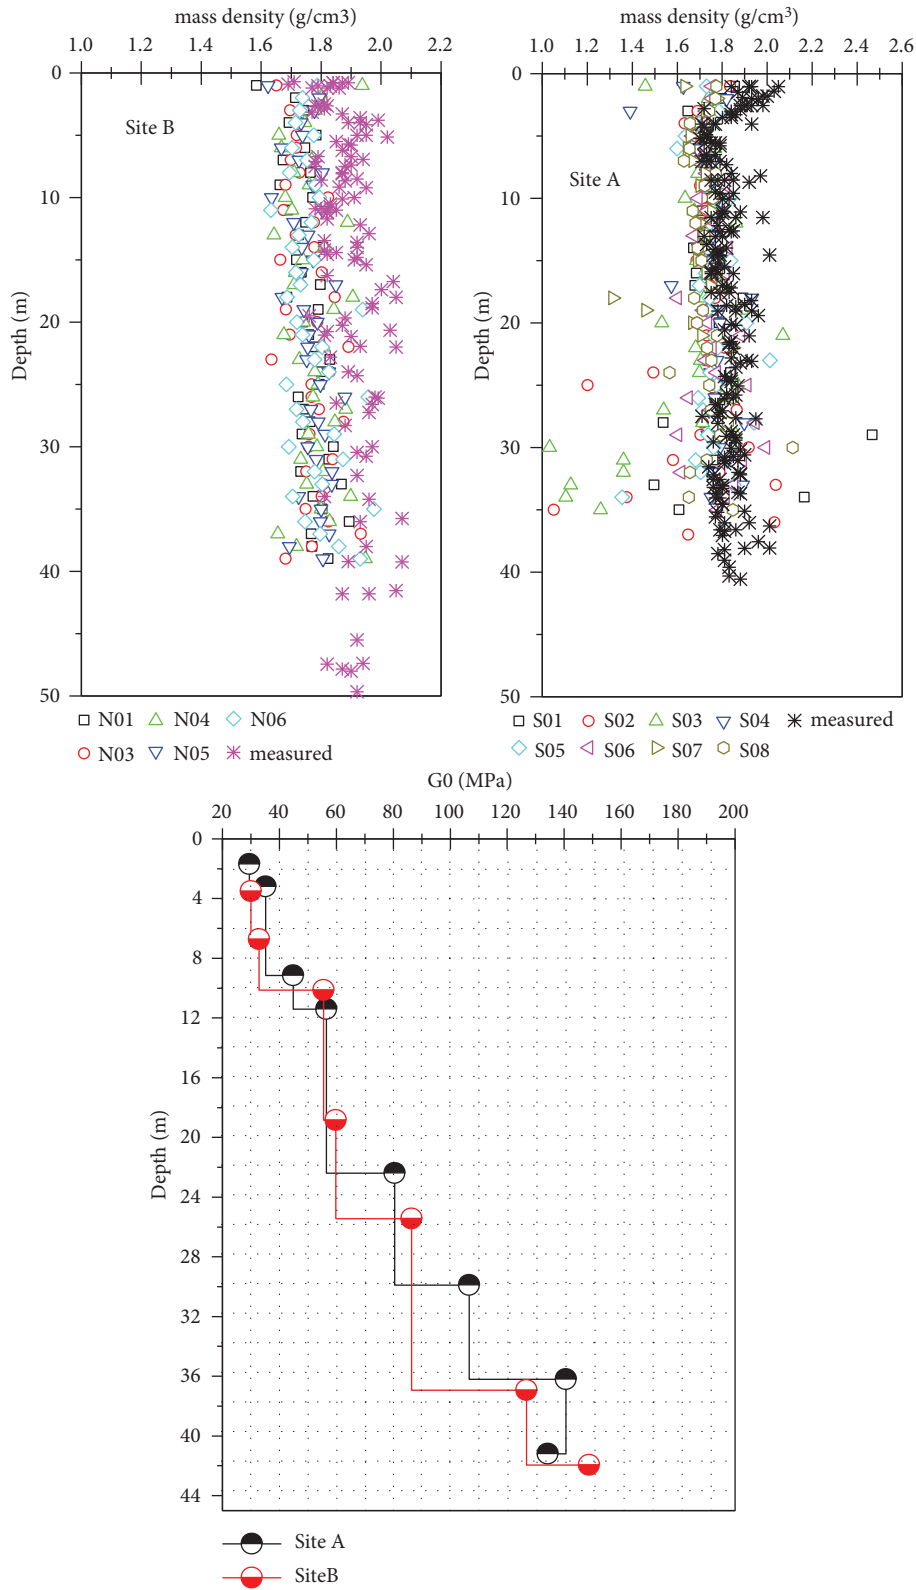 mass density (g/cm3)
1.0 1.2 1.4 1.6 1.8 2.0 2.2
0
10
20
30
40
50
Depth (m)
Site B
N01 N04 N06
N03 N05 measured
mass density (g/cm³)
1.0 1.4 1.6 1.8 2.0 2.4 2.6
0
10
20
30
40
50
Depth (m)
Site A
S01 S02 S03 S04 measured
S05 S06 S07 S08
G0 (MPa)
20 40 60 80 100 120 140 160 180 200
0
4
8
12
16
20
24
28
32
36
40
44
Depth (m)
Site A
SiteB